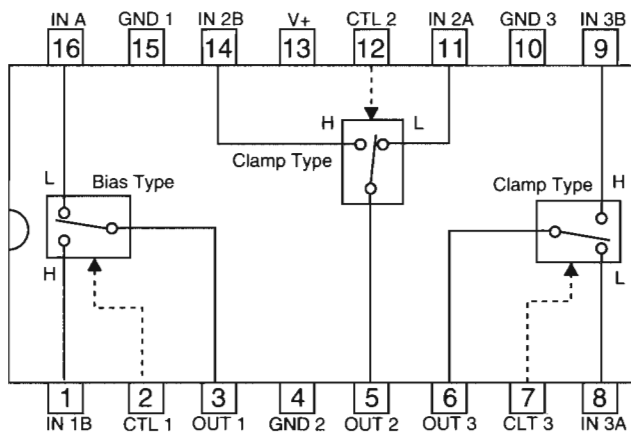 IN A GND 1 IN 2B V+ CTL 2 IN 2A GND 3 IN 3B
16 15 14 13 12 11 10 9
H L
Clamp Type
L Bias Type
Clamp Type H
H
L
1 2 3 4 5 6 7 8
IN 1B CTL 1 OUT 1 GND 2 OUT 2 OUT 3 CLT 3 IN 3A